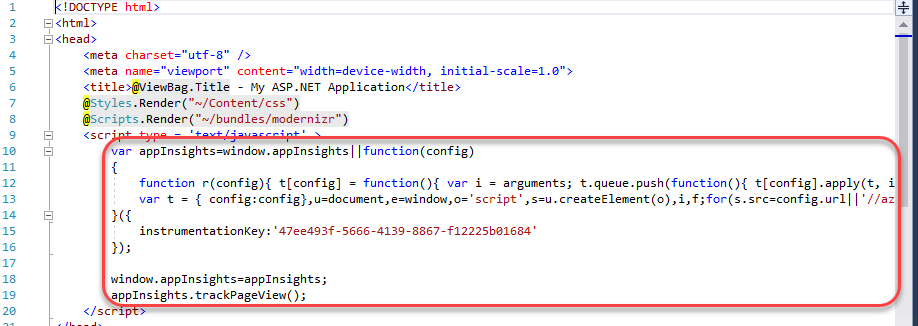 1 <!DOCTYPE html>
2 <html>
3 <head>
4 <meta charset="utf-8" />
5 <meta name="viewport" content="width=device-width, initial-scale=1.0">
6 <title>@ViewBag.Title - My ASP.NET Application</title>
7 @Styles.Render("~/Content/css")
8 @Scripts.Render("~/bundles/modernizr")
9 <script type = 'text/javascript' >
10 var appInsights=window.appInsights||function(config)
11 {
12 function r(config){ t[config] = function(){ var i = arguments; t.queue.push(function(){ t[config].apply(t, i
13 var t = { config:config},u=document,e=window,o='script',s=u.createElement(o),i,f;for(s.src=config.url||'//az
14 }({
15 instrumentationKey:'47ee493f-5666-4139-8867-f12225b01684'
16 });
17
18 window.appInsights=appInsights;
19 appInsights.trackPageView();
20 </script>
21 </head>